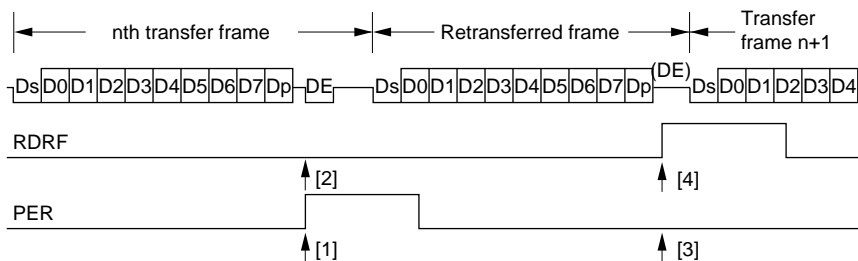 nth transfer frame Retransferred frame Transfer frame n+1
Ds D0 D1 D2 D3 D4 D5 D6 D7 Dp DE Ds D0 D1 D2 D3 D4 D5 D6 D7 Dp (DE) Ds D0 D1 D2 D3 D4
RDRF
[2] [4]
PER
[1] [3]